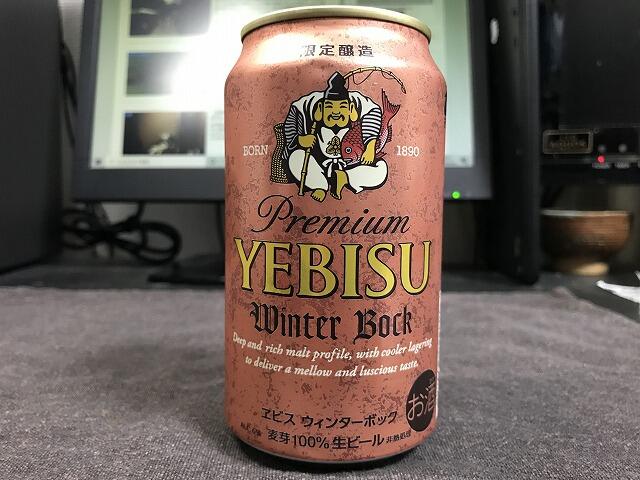 限定醸造
BORN 1890
Premium
YEBISU
Winter Bock
Deep and rich malt profile, with cooler lagering
to deliver a mellow and luscious taste.
お酒
ヱビス ウィンターボック
麦芽100%生ビール 非熱処理